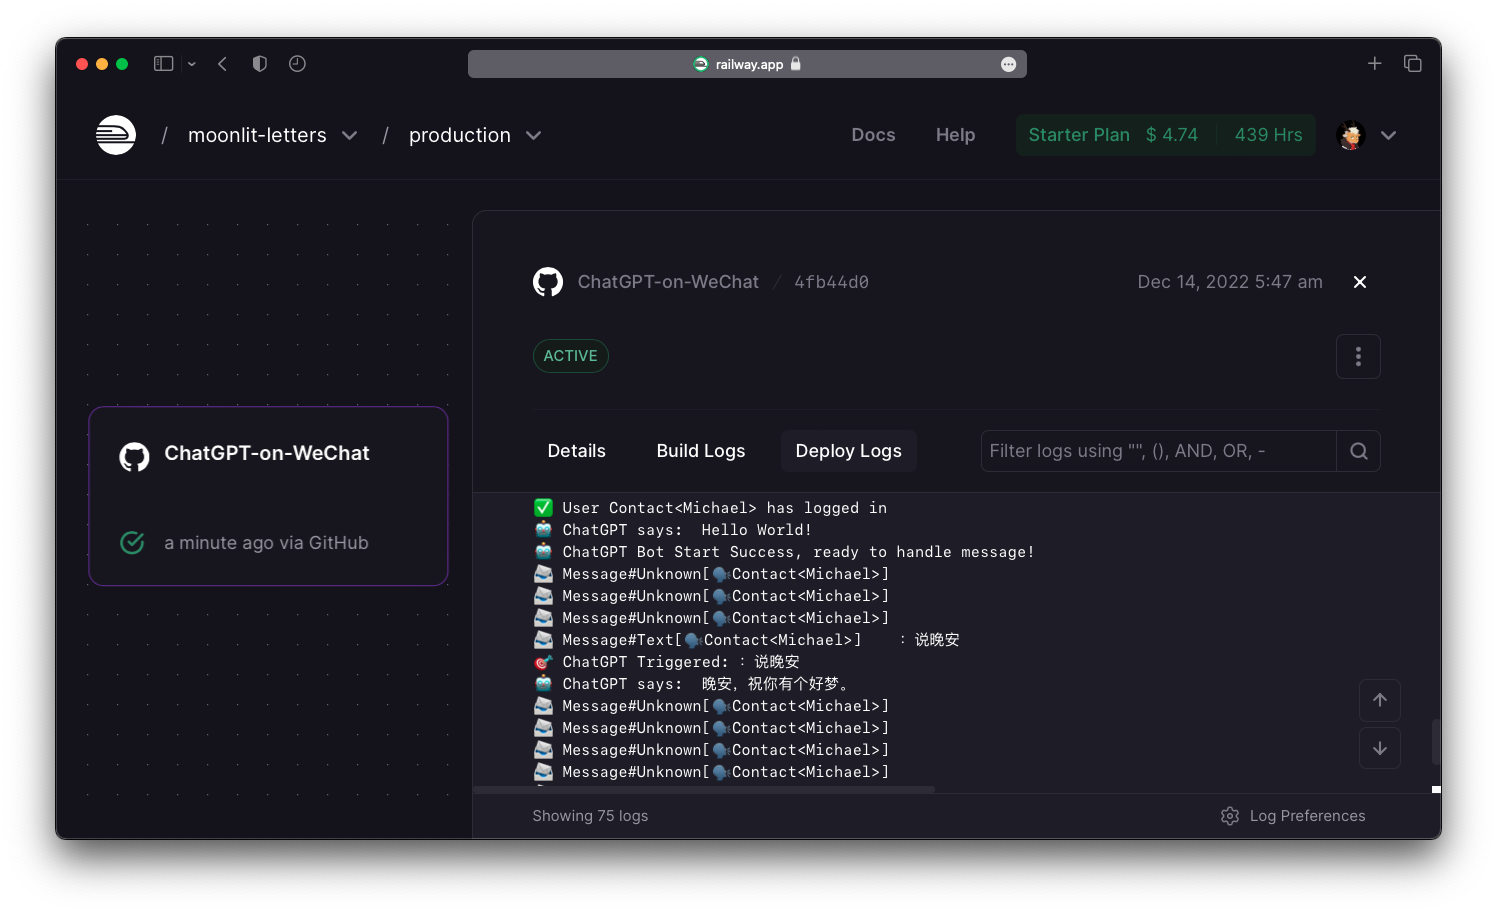 railway.app
/ moonlit-letters / production Docs Help Starter Plan $ 4.74 439 Hrs
ChatGPT-on-WeChat / 4fb44d0 Dec 14, 2022 5:47 am
ACTIVE
ChatGPT-on-WeChat
a minute ago via GitHub
Details Build Logs Deploy Logs Filter logs using "", (), AND, OR, -
✅ User Contact<Michael> has logged in
🤖 ChatGPT says:  Hello World!
🤖 ChatGPT Bot Start Success, ready to handle message!
📨 Message#Unknown[🗣Contact<Michael>]
📨 Message#Unknown[🗣Contact<Michael>]
📨 Message#Unknown[🗣Contact<Michael>]
📨 Message#Text[🗣Contact<Michael>]    : 说晚安
🎯 ChatGPT Triggered: : 说晚安
🤖 ChatGPT says:  晚安，祝你有个好梦。
📨 Message#Unknown[🗣Contact<Michael>]
📨 Message#Unknown[🗣Contact<Michael>]
📨 Message#Unknown[🗣Contact<Michael>]
📨 Message#Unknown[🗣Contact<Michael>]
Showing 75 logs Log Preferences